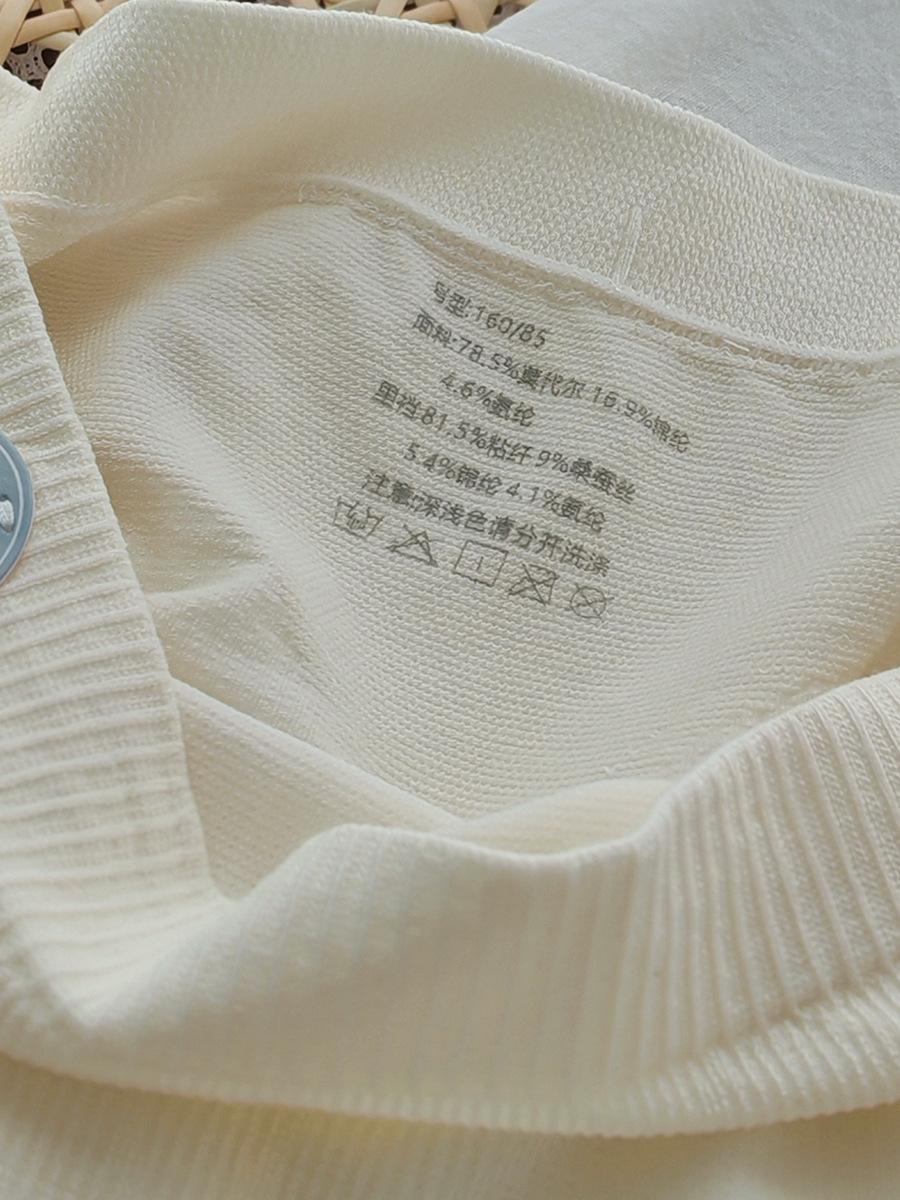 号型:160/85
面料:78.5%莫代尔 16.9%锦纶
4.6%氨纶
里裆:81.5%粘纤 9%桑蚕丝
5.4%锦纶 4.1%氨纶
注意:深浅色请分开洗涤